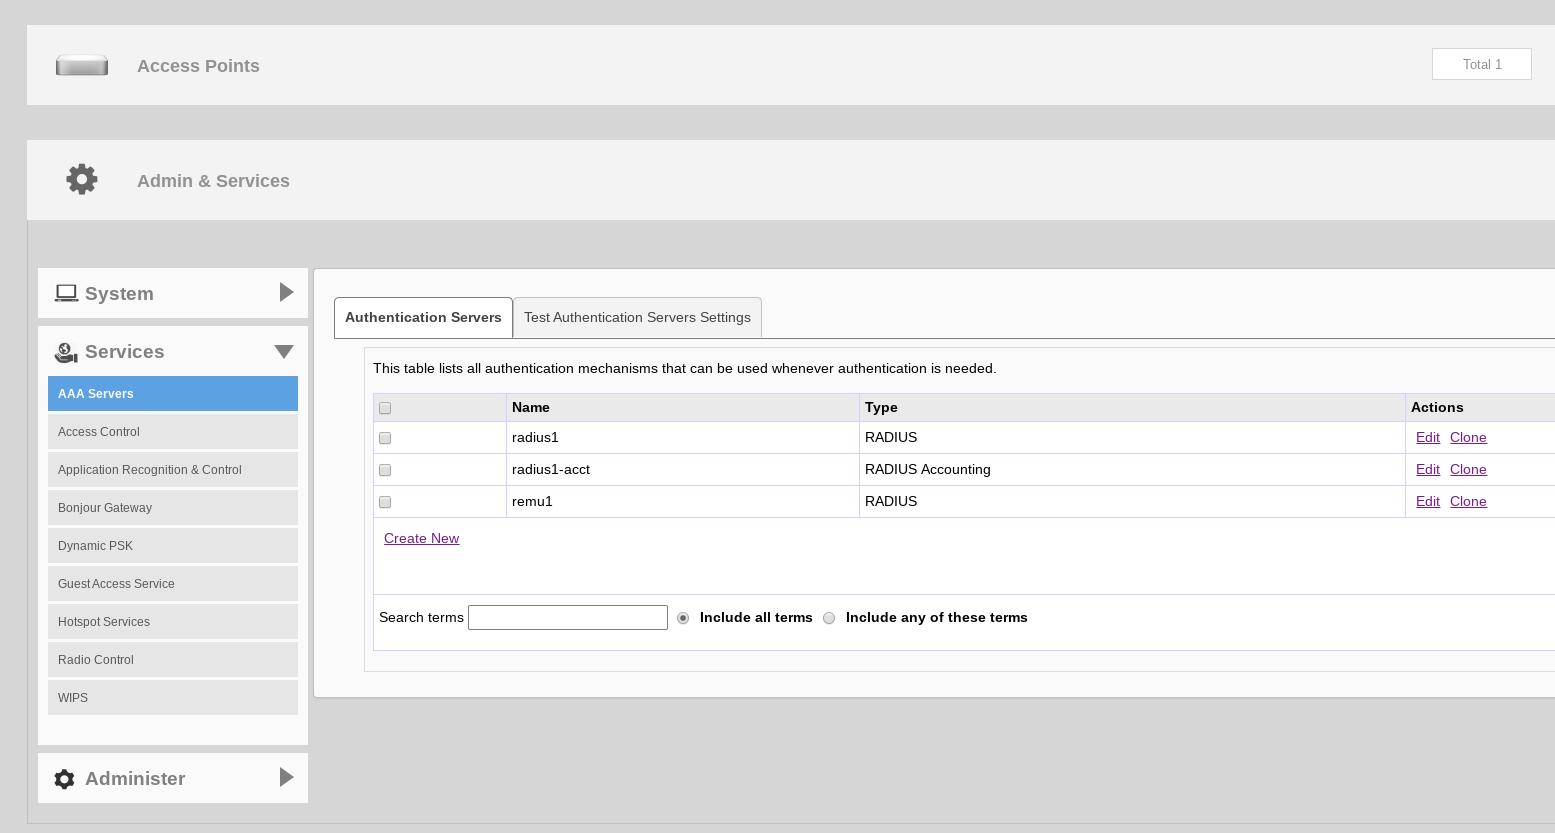 Access Points
Total 1
Admin & Services
System
Services
AAA Servers
Access Control
Application Recognition & Control
Bonjour Gateway
Dynamic PSK
Guest Access Service
Hotspot Services
Radio Control
WIPS
Administer
Authentication Servers
Test Authentication Servers Settings
This table lists all authentication mechanisms that can be used whenever authentication is needed.
Name Type Actions
radius1 RADIUS Edit Clone
radius1-acct RADIUS Accounting Edit Clone
remu1 RADIUS Edit Clone
Create New
Search terms Include all terms Include any of these terms